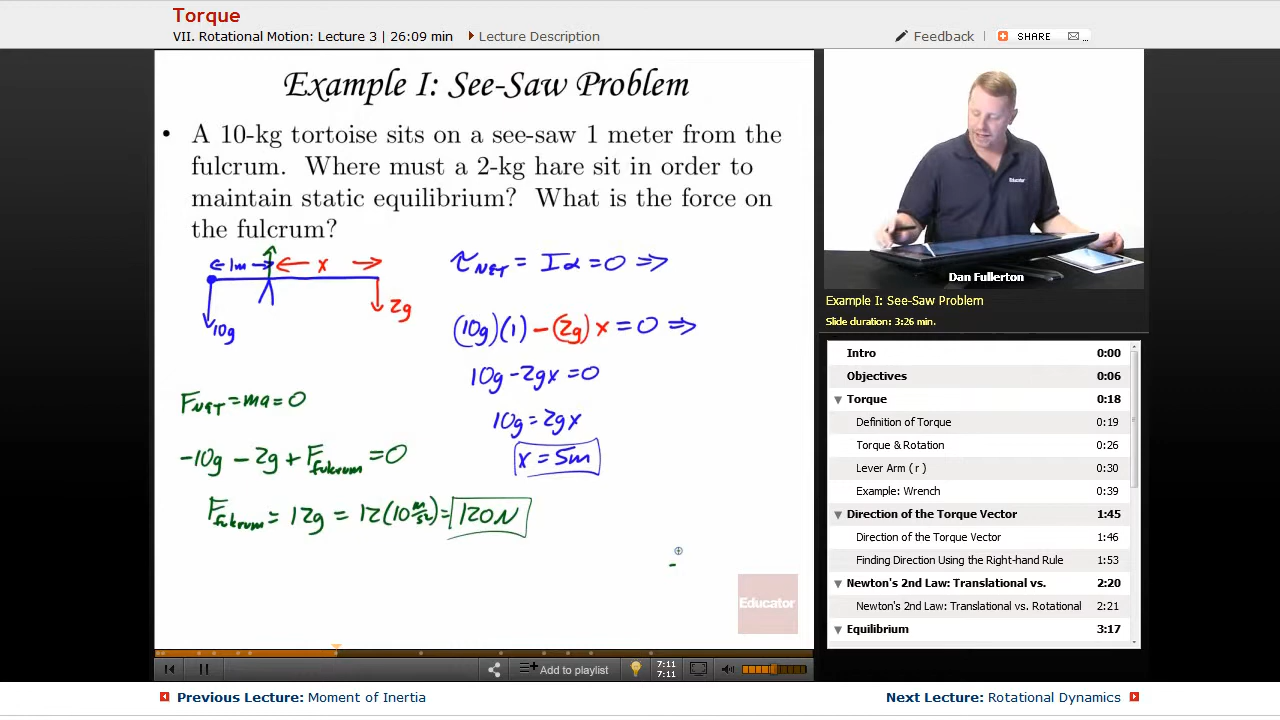 Torque
VII. Rotational Motion: Lecture 3 | 26:09 min
Lecture Description
Feedback
SHARE
Example I: See-Saw Problem
• A 10-kg tortoise sits on a see-saw 1 meter from the
fulcrum. Where must a 2-kg hare sit in order to
maintain static equilibrium? What is the force on
the fulcrum?
1m
x
10g
2g
τNET = Iα = 0 ⇒
(10g)(1) - (2g)x = 0 ⇒
10g - 2gx = 0
10g = 2gx
x = 5m
FNET = ma = 0
-10g - 2g + Ffulcrum = 0
Ffulcrum = 12g = 12(10 m/s²) = 120N
Educator
Educator
Dan Fullerton
Example I: See-Saw Problem
Slide duration: 3:26 min.
Intro 0:00
Objectives 0:06
Torque 0:18
Definition of Torque 0:19
Torque & Rotation 0:26
Lever Arm ( r ) 0:30
Example: Wrench 0:39
Direction of the Torque Vector 1:45
Direction of the Torque Vector 1:46
Finding Direction Using the Right-hand Rule 1:53
Newton's 2nd Law: Translational vs. 2:20
Newton's 2nd Law: Translational vs. Rotational 2:21
Equilibrium 3:17
Add to playlist
7:11
7:11
Previous Lecture: Moment of Inertia
Next Lecture: Rotational Dynamics